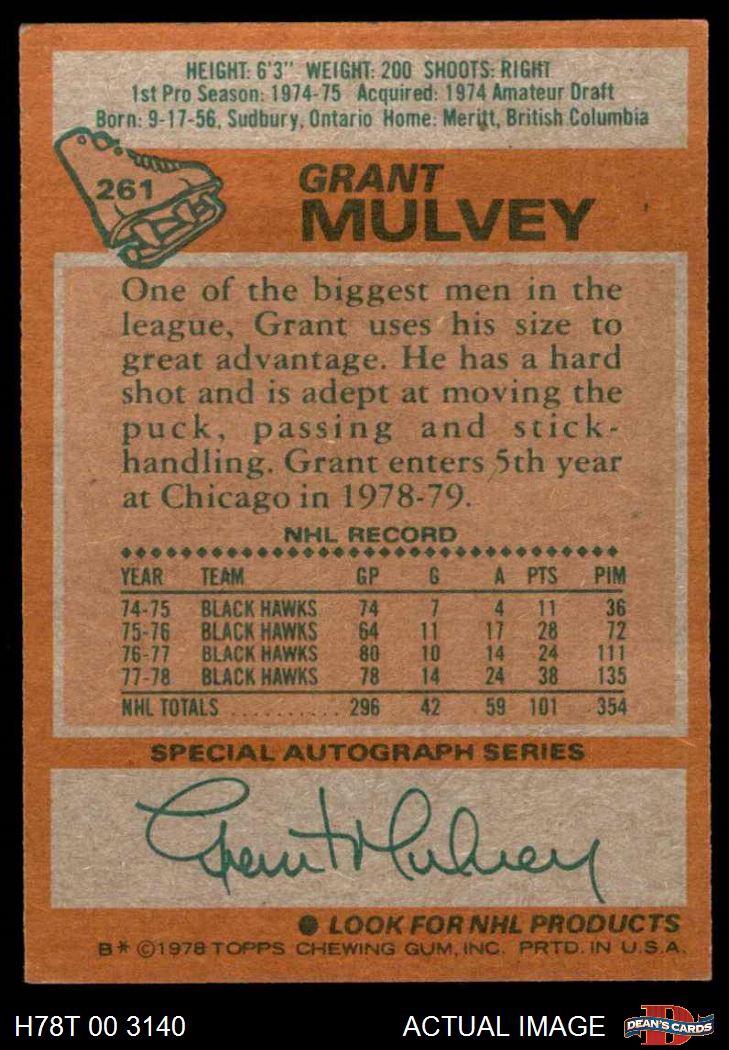 HEIGHT: 6'3" WEIGHT: 200 SHOOTS: RIGHT
1st Pro Season: 1974-75 Acquired: 1974 Amateur Draft
Born: 9-17-56, Sudbury, Ontario Home: Meritt, British Columbia
261
GRANT
MULVEY
One of the biggest men in the
league, Grant uses his size to
great advantage. He has a hard
shot and is adept at moving the
puck, passing and stick-
handling. Grant enters 5th year
at Chicago in 1978-79.
NHL RECORD
YEAR TEAM GP G A PTS PIM
74-75 BLACK HAWKS 74 7 4 11 36
75-76 BLACK HAWKS 64 11 17 28 72
76-77 BLACK HAWKS 80 10 14 24 111
77-78 BLACK HAWKS 78 14 24 38 135
NHL TOTALS .......... 296 42 59 101 354
SPECIAL AUTOGRAPH SERIES
Grant Mulvey
● LOOK FOR NHL PRODUCTS
B* ©1978 TOPPS CHEWING GUM, INC. PRTD. IN U.S.A.
H78T 00 3140 ACTUAL IMAGE DEAN'S CARDS